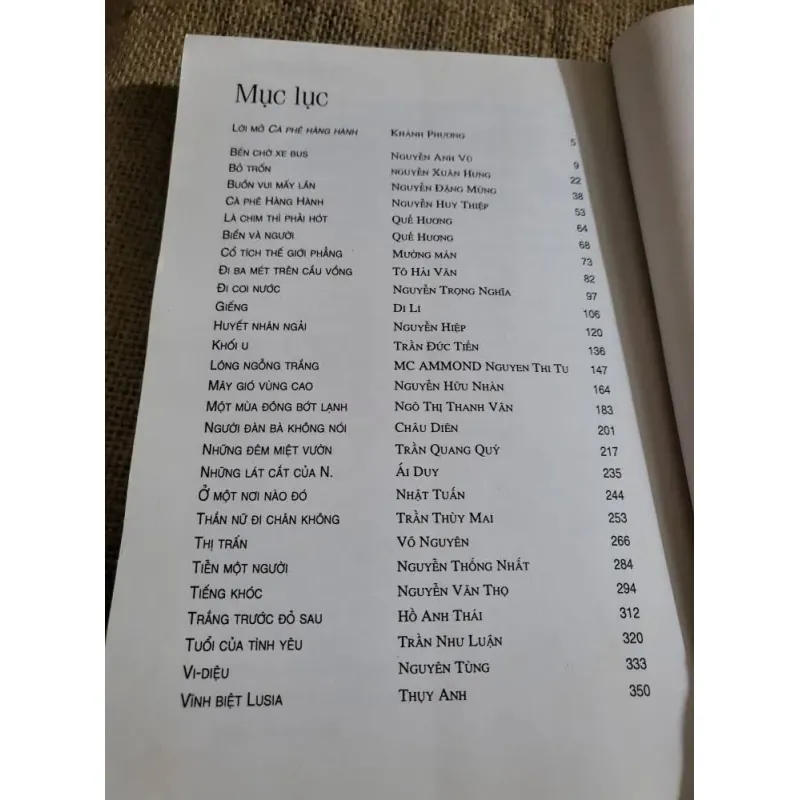 Mục lục
LỜI MỞ CÀ PHÊ HÀNG HÀNH KHÁNH PHƯƠNG 5
BẾN CHỜ XE BUS NGUYỄN ANH VŨ 9
BỎ TRỐN NGUYỄN XUÂN HƯNG 22
BUỒN VUI MẤY LẦN NGUYỄN ĐẶNG MỪNG 38
CÀ PHÊ HÀNG HÀNH NGUYỄN HUY THIỆP 53
LÀ CHIM THÌ PHẢI HÓT QUẾ HƯƠNG 64
BIỂN VÀ NGƯỜI QUẾ HƯƠNG 68
CỔ TÍCH THẾ GIỚI PHẲNG MƯỜNG MÁN 73
ĐI BA MÉT TRÊN CẦU VỒNG TÔ HẢI VÂN 82
ĐI COI NƯỚC NGUYỄN TRỌNG NGHĨA 97
GIẾNG DI LI 106
HUYẾT NHÂN NGẢI NGUYỄN HIỆP 120
KHỐI U TRẦN ĐỨC TIẾN 136
LÔNG NGỖNG TRẮNG MC AMMOND NGUYEN THI TU 147
MÂY GIÓ VÙNG CAO NGUYỄN HỮU NHÀN 164
MỘT MÙA ĐÔNG BỚT LẠNH NGÔ THỊ THANH VÂN 183
NGƯỜI ĐÀN BÀ KHÔNG NÓI CHÂU DIÊN 201
NHỮNG ĐÊM MIỆT VƯỜN TRẦN QUANG QUÝ 217
NHỮNG LÁT CẮT CỦA N. ÁI DUY 235
Ở MỘT NƠI NÀO ĐÓ NHẬT TUẤN 244
THẦN NỮ ĐI CHÂN KHÔNG TRẦN THÙY MAI 253
THỊ TRẤN VÕ NGUYÊN 266
TIỄN MỘT NGƯỜI NGUYỄN THỐNG NHẤT 284
TIẾNG KHÓC NGUYỄN VĂN THỌ 294
TRẮNG TRƯỚC ĐỎ SAU HỒ ANH THÁI 312
TUỔI CỦA TÌNH YÊU TRẦN NHƯ LUẬN 320
VI-DIỆU NGUYÊN TÙNG 333
VĨNH BIỆT LUSIA THỤY ANH 350